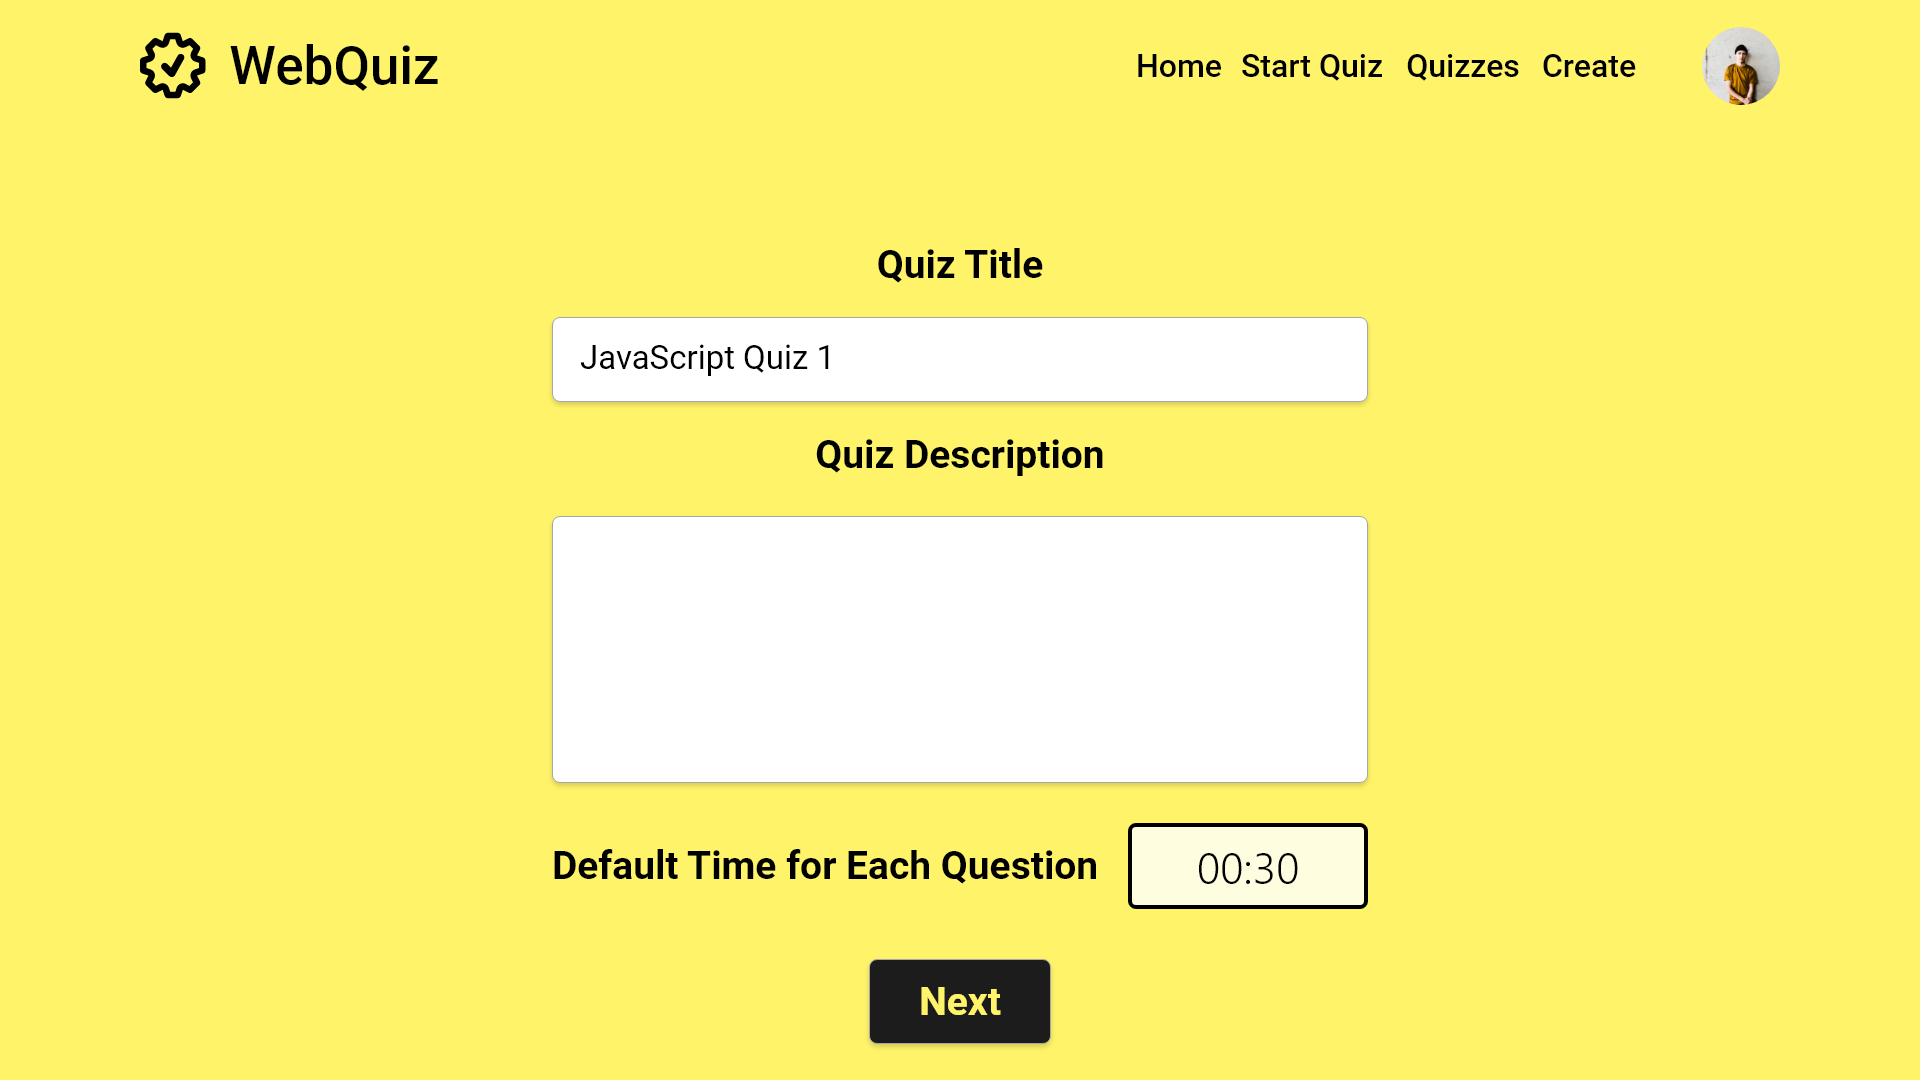 WebQuiz
Home Start Quiz Quizzes Create
Quiz Title
JavaScript Quiz 1
Quiz Description
Default Time for Each Question
00:30
Next